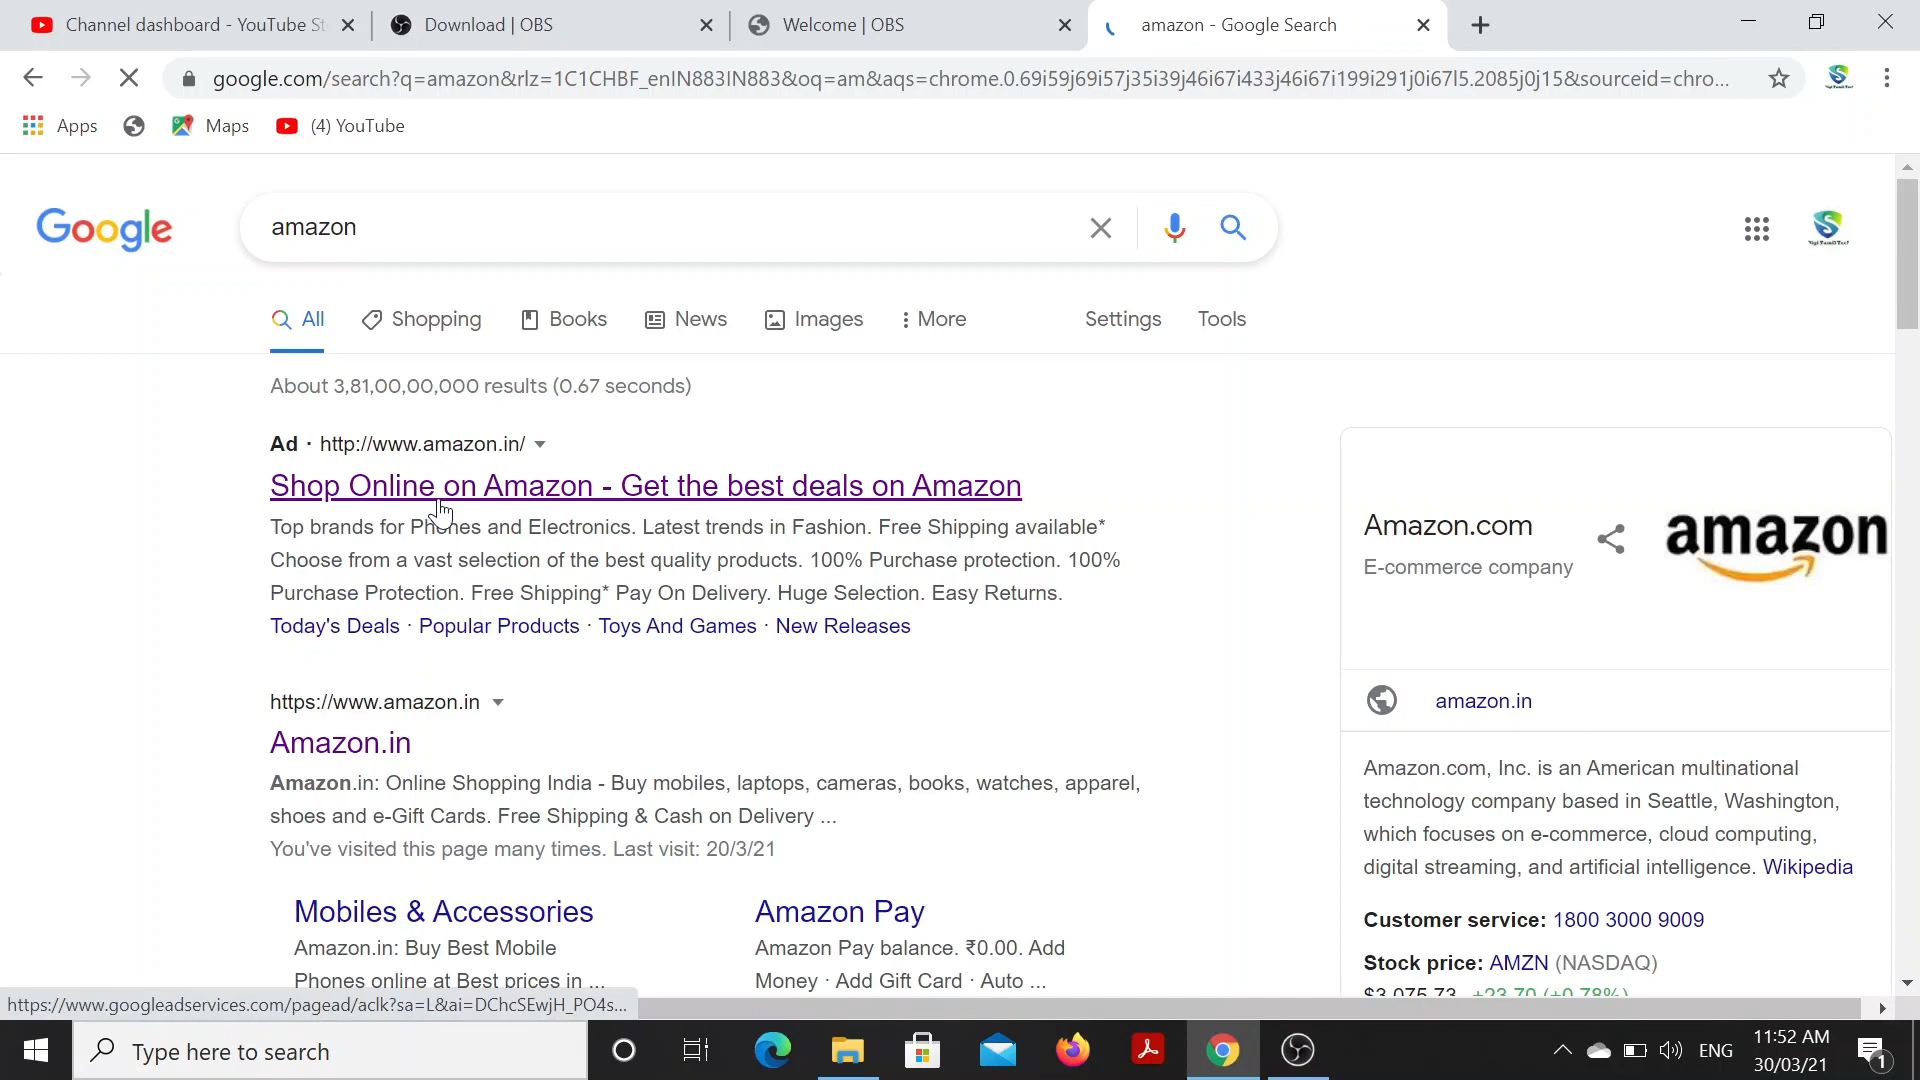 Channel dashboard - YouTube St
Download | OBS
Welcome | OBS
amazon - Google Search
google.com/search?q=amazon&rlz=1C1CHBF_enIN883IN883&oq=am&aqs=chrome.0.69i59j69i57j35i39j46i67i433j46i67i199i291j0i67l5.2085j0j15&sourceid=chro...
Apps
Maps
(4) YouTube
Google
amazon
All
Shopping
Books
News
Images
More
Settings
Tools
About 3,81,00,00,000 results (0.67 seconds)
Ad · http://www.amazon.in/
Shop Online on Amazon - Get the best deals on Amazon
Top brands for Phones and Electronics. Latest trends in Fashion. Free Shipping available*
Choose from a vast selection of the best quality products. 100% Purchase protection. 100%
Purchase Protection. Free Shipping* Pay On Delivery. Huge Selection. Easy Returns.
Today's Deals · Popular Products · Toys And Games · New Releases
https://www.amazon.in
Amazon.in
Amazon.in: Online Shopping India - Buy mobiles, laptops, cameras, books, watches, apparel,
shoes and e-Gift Cards. Free Shipping & Cash on Delivery ...
You've visited this page many times. Last visit: 20/3/21
Mobiles & Accessories
Amazon.in: Buy Best Mobile
Phones online at Best prices in ...
Amazon Pay
Amazon Pay balance. ₹0.00. Add
Money · Add Gift Card · Auto ...
Amazon.com
E-commerce company
amazon
amazon.in
Amazon.com, Inc. is an American multinational
technology company based in Seattle, Washington,
which focuses on e-commerce, cloud computing,
digital streaming, and artificial intelligence. Wikipedia
Customer service: 1800 3000 9009
Stock price: AMZN (NASDAQ)
$3,075.73 +23.70 (+0.78%)
https://www.googleadservices.com/pagead/aclk?sa=L&ai=DChcSEwjH_PO4s...
Type here to search
ENG
11:52 AM
30/03/21
1